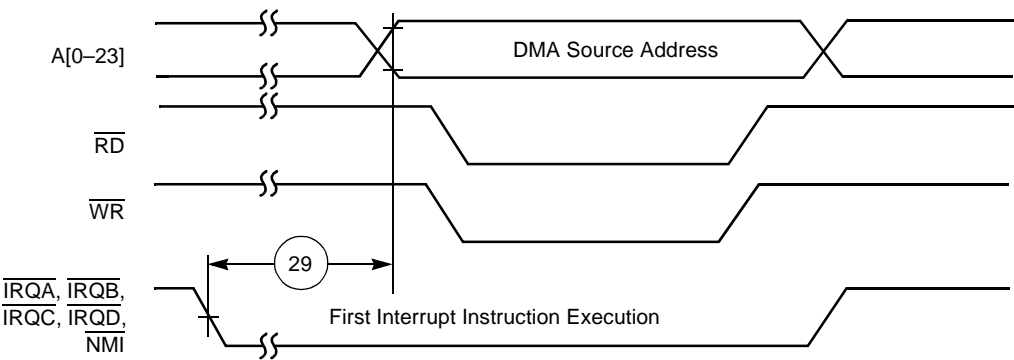 A[0–23]
DMA Source Address
RD
WR
29
IRQA, IRQB,
IRQC, IRQD,
NMI
First Interrupt Instruction Execution